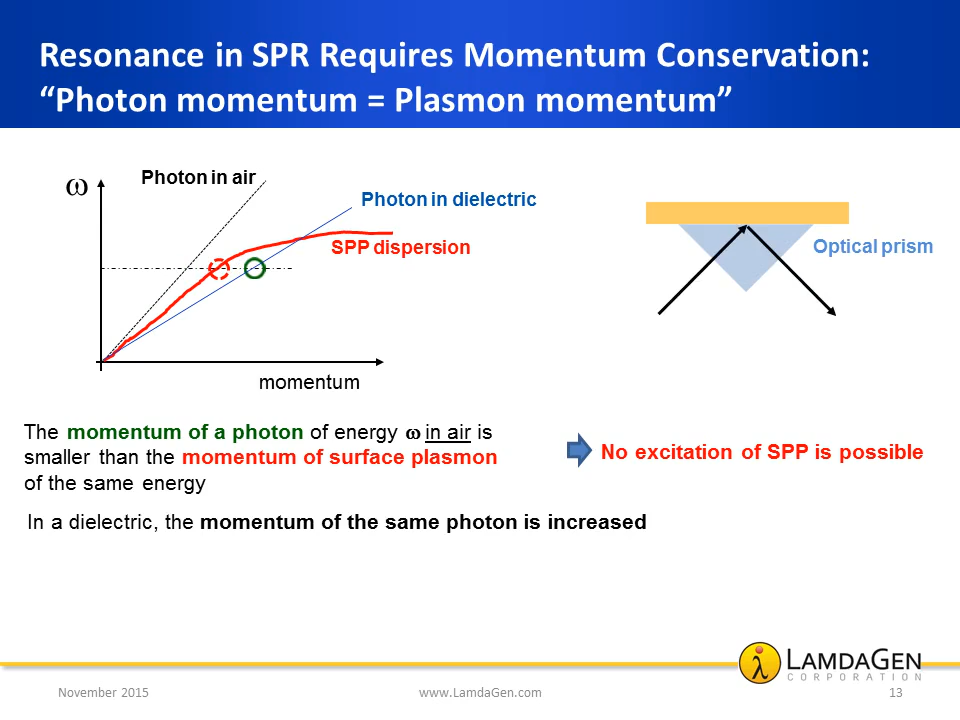 Resonance in SPR Requires Momentum Conservation:
“Photon momentum = Plasmon momentum”
ω
Photon in air
Photon in dielectric
SPP dispersion
momentum
Optical prism
The momentum of a photon of energy ω in air is
smaller than the momentum of surface plasmon
of the same energy
No excitation of SPP is possible
In a dielectric, the momentum of the same photon is increased
λ LAMDAGEN
CORPORATION
November 2015
www.LamdaGen.com
13